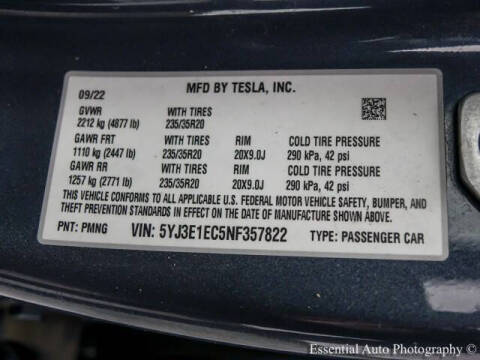 MFD BY TESLA, INC.
09/22
GVWR WITH TIRES
2212 kg (4877 lb) 235/35R20
GAWR FRT WITH TIRES RIM COLD TIRE PRESSURE
1110 kg (2447 lb) 235/35R20 20X9.0J 290 kPa, 42 psi
GAWR RR WITH TIRES RIM COLD TIRE PRESSURE
1257 kg (2771 lb) 235/35R20 20X9.0J 290 kPa, 42 psi
THIS VEHICLE CONFORMS TO ALL APPLICABLE U.S. FEDERAL MOTOR VEHICLE SAFETY, BUMPER, AND
THEFT PREVENTION STANDARDS IN EFFECT ON THE DATE OF MANUFACTURE SHOWN ABOVE.
PNT: PMNG VIN: 5YJ3E1EC5NF357822 TYPE: PASSENGER CAR
Essential Auto Photography ©